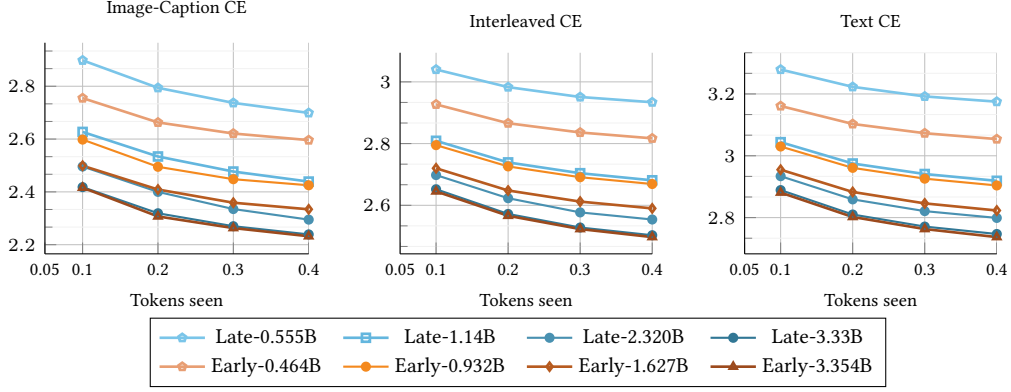 Image-Caption CE
Interleaved CE
Text CE
2.8
2.6
2.4
2.2
0.05 0.1 0.2 0.3 0.4
Tokens seen
3
2.8
2.6
0.05 0.1 0.2 0.3 0.4
Tokens seen
3.2
3
2.8
0.05 0.1 0.2 0.3 0.4
Tokens seen
Late-0.555B Late-1.14B Late-2.320B Late-3.33B
Early-0.464B Early-0.932B Early-1.627B Early-3.354B